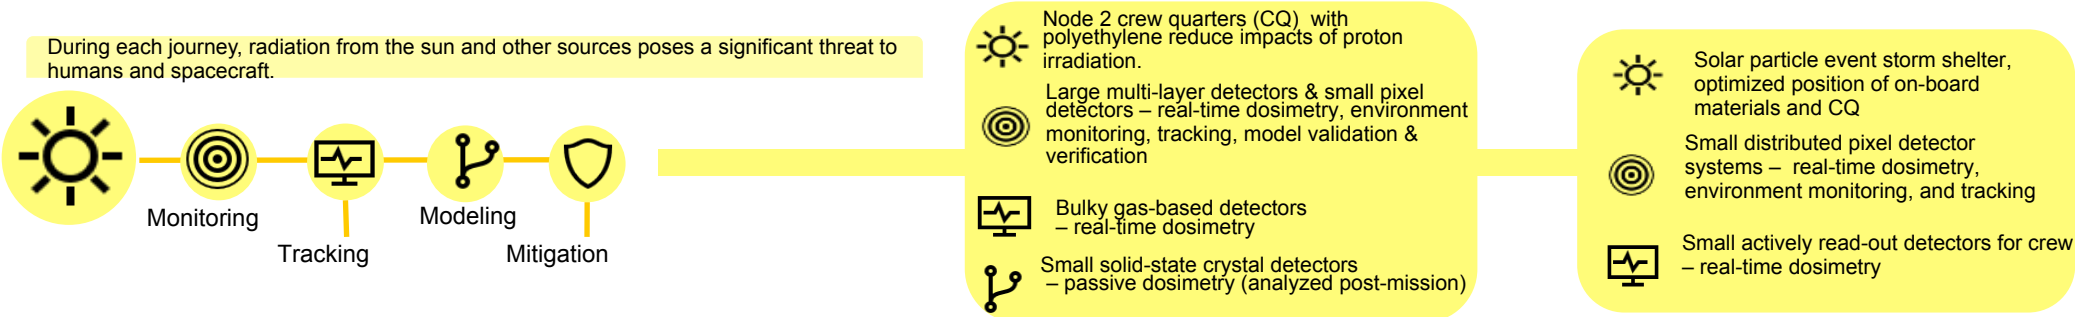 During each journey, radiation from the sun and other sources poses a significant threat to
humans and spacecraft.
Monitoring
Tracking
Modeling
Mitigation
Node 2 crew quarters (CQ) with
polyethylene reduce impacts of proton
irradiation.
Large multi-layer detectors & small pixel
detectors – real-time dosimetry, environment
monitoring, tracking, model validation &
verification
Bulky gas-based detectors
– real-time dosimetry
Small solid-state crystal detectors
– passive dosimetry (analyzed post-mission)
Solar particle event storm shelter,
optimized position of on-board
materials and CQ
Small distributed pixel detector
systems – real-time dosimetry,
environment monitoring, and tracking
Small actively read-out detectors for crew
– real-time dosimetry